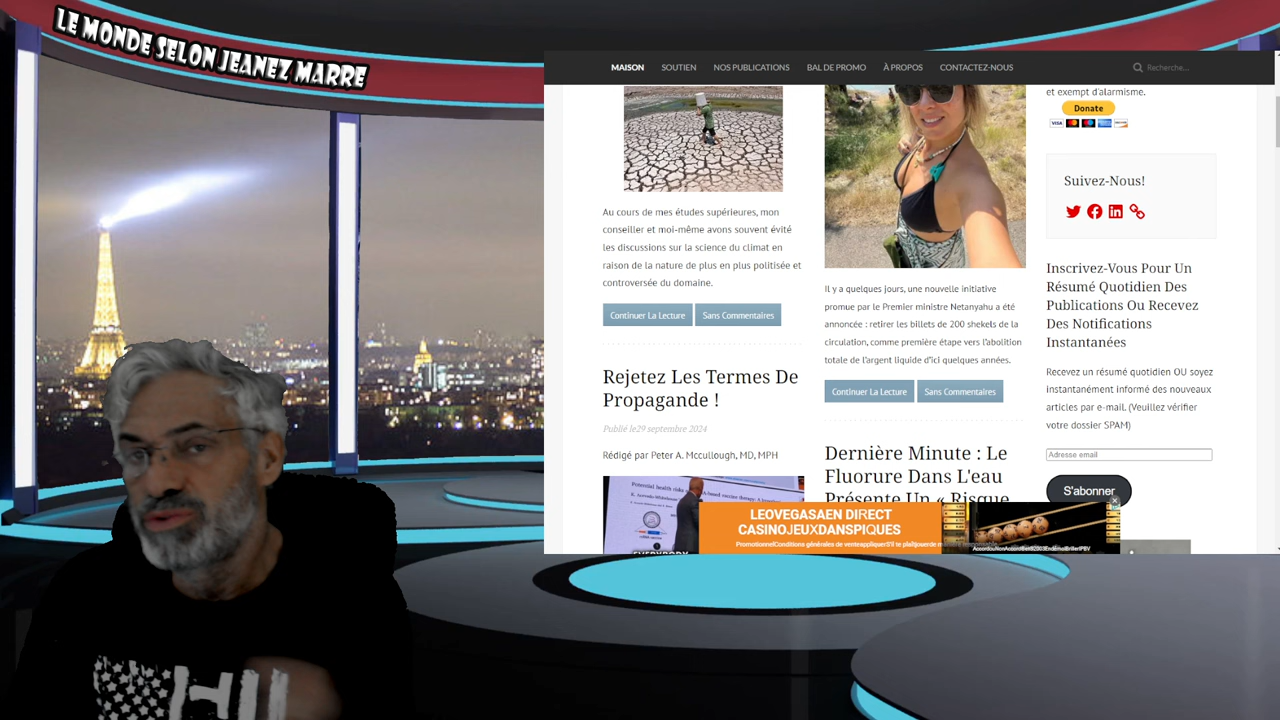 LE MONDE SELON JEANEZ MARRE
MAISON SOUTIEN NOS PUBLICATIONS BAL DE PROMO À PROPOS CONTACTEZ-NOUS Recherche...
Au cours de mes études supérieures, mon
conseiller et moi-même avons souvent évité
les discussions sur la science du climat en
raison de la nature de plus en plus politisée et
controversée du domaine.
Continuer La Lecture Sans Commentaires
Rejetez Les Termes De
Propagande !
Publié le29 septembre 2024
Rédigé par Peter A. Mccullough, MD, MPH
Il y a quelques jours, une nouvelle initiative
promue par le Premier ministre Netanyahu a été
annoncée : retirer les billets de 200 shekels de la
circulation, comme première étape vers l'abolition
totale de l'argent liquide d'ici quelques années.
Continuer La Lecture Sans Commentaires
Dernière Minute : Le
Fluorure Dans L'eau
Présente Un « Risque
LEOVEGASAEN DIRECT
CASINOJEUXDANSPIQUES
et exempt d'alarmisme.
Donate
VISA
Suivez-Nous!
Inscrivez-Vous Pour Un
Résumé Quotidien Des
Publications Ou Recevez
Des Notifications
Instantanées
Recevez un résumé quotidien OU soyez
instantanément informé des nouveaux
articles par e-mail. (Veuillez vérifier
votre dossier SPAM)
Adresse email
S'abonner